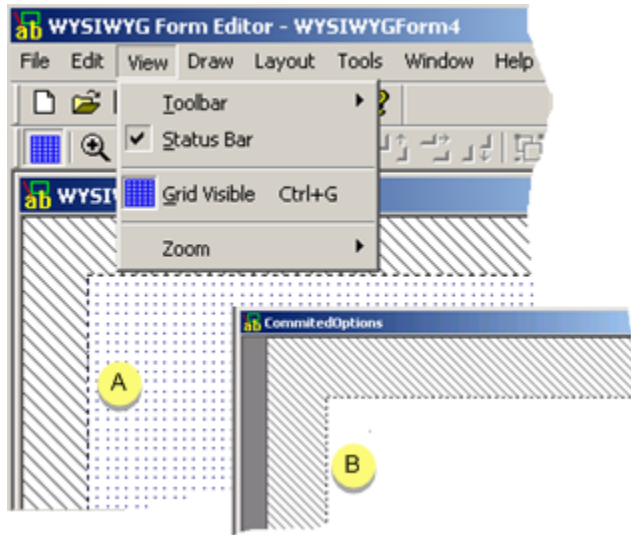 WYSIWYG Form Editor - WYSIWYGForm4
File Edit View Draw Layout Tools Window Help
Toolbar
Status Bar
ab WYSI
Grid Visible Ctrl+G
Zoom
ab CommitedOptions
A
B